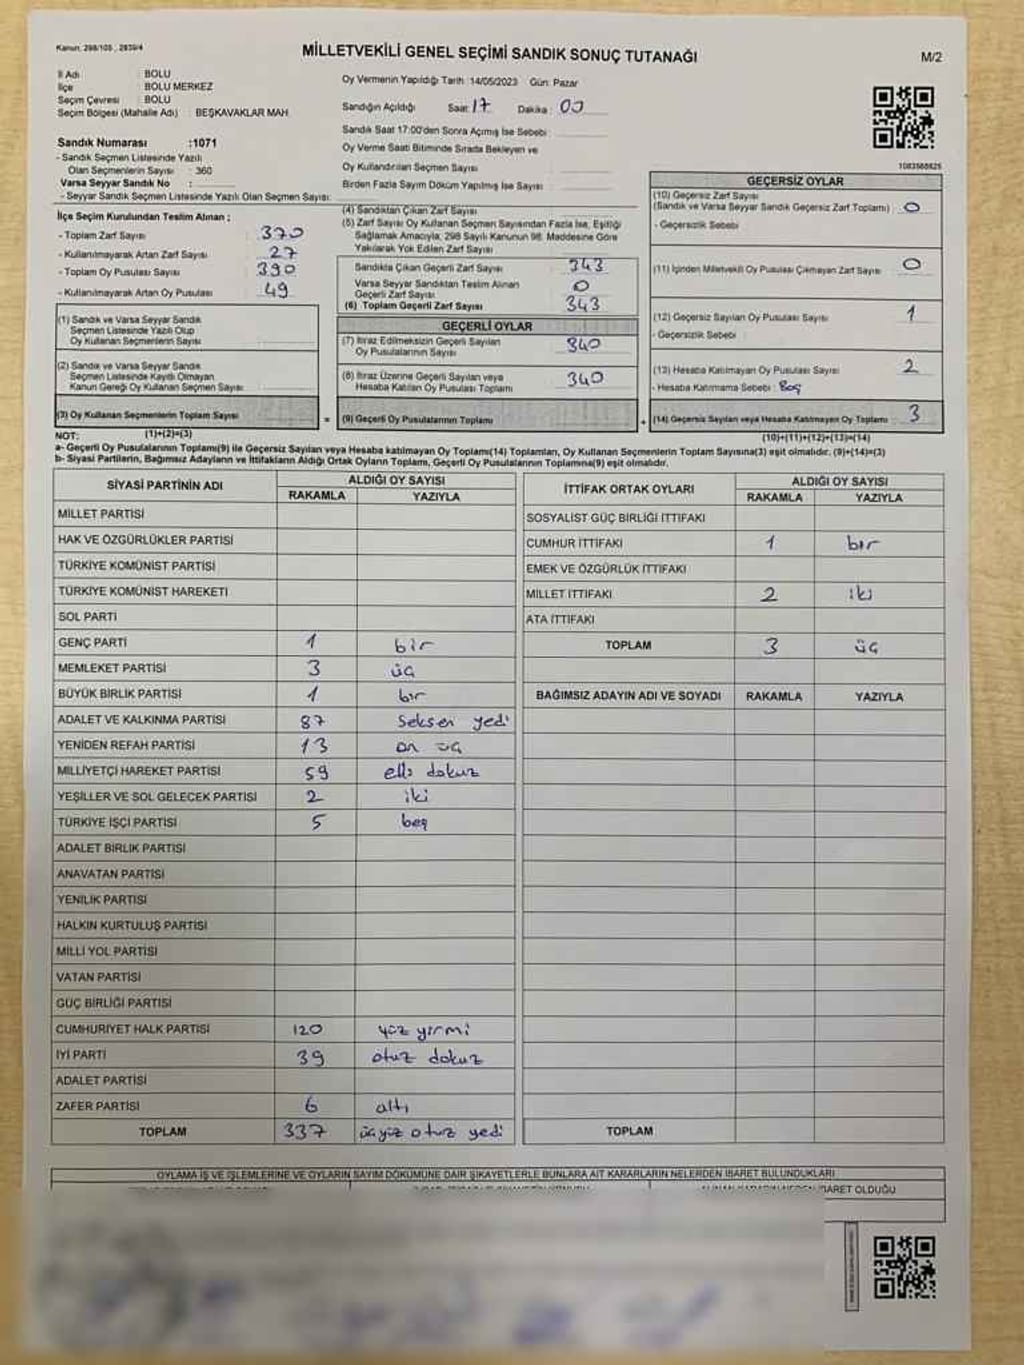 Kanun: 298/105 , 2839/4
MİLLETVEKİLİ GENEL SEÇİMİ SANDIK SONUÇ TUTANAĞI
M/2
İl Adı : BOLU
İlçe : BOLU MERKEZ
Seçim Çevresi : BOLU
Seçim Bölgesi (Mahalle Adı) : BEŞKAVAKLAR MAH.
Sandık Numarası :1071
- Sandık Seçmen Listesinde Yazılı
Olan Seçmenlerin Sayısı : 360
Varsa Seyyar Sandık No :
- Seyyar Sandık Seçmen Listesinde Yazılı Olan Seçmen Sayısı:
Oy Vermenin Yapıldığı Tarih :14/05/2023 Gün: Pazar
Sandığın Açıldığı Saat: 17 Dakika : 00
Sandık Saat 17:00'den Sonra Açılmış İse Sebebi :
Oy Verme Saati Bitiminde Sırada Bekleyen ve
Oy Kullandırılan Seçmen Sayısı :
Birden Fazla Sayım Döküm Yapılmış İse Sayısı :
İlçe Seçim Kurulundan Teslim Alınan ;
- Toplam Zarf Sayısı : 370
- Kullanılmayarak Artan Zarf Sayısı : 27
- Toplam Oy Pusulası Sayısı : 390
- Kullanılmayarak Artan Oy Pusulası : 49
(1) Sandık ve Varsa Seyyar Sandık
Seçmen Listesinde Yazılı Olup
Oy Kullanan Seçmenlerin Sayısı :
(2) Sandık ve Varsa Seyyar Sandık
Seçmen Listesinde Kayıtlı Olmayan
Kanun Gereği Oy Kullanan Seçmen Sayısı :
(3) Oy Kullanan Seçmenlerin Toplam Sayısı
(1)+(2)=(3)
(4) Sandıktan Çıkan Zarf Sayısı :
(5) Zarf Sayısı Oy Kullanan Seçmen Sayısından Fazla İse, Eşitliği
Sağlamak Amacıyla, 298 Sayılı Kanunun 98. Maddesine Göre
Yakılarak Yok Edilen Zarf Sayısı :
Sandıkta Çıkan Geçerli Zarf Sayısı : 343
Varsa Seyyar Sandıktan Teslim Alınan
Geçerli Zarf Sayısı : 0
(6) Toplam Geçerli Zarf Sayısı : 343
GEÇERLİ OYLAR
(7) İtiraz Edilmeksizin Geçerli Sayılan
Oy Pusulalarının Sayısı : 340
(8) İtiraz Üzerine Geçerli Sayılan veya
Hesaba Katılan Oy Pusulası Toplamı : 340
= (9) Geçerli Oy Pusulalarının Toplamı
1083568625
GEÇERSİZ OYLAR
(10) Geçersiz Zarf Sayısı
(Sandık ve Varsa Seyyar Sandık Geçersiz Zarf Toplamı) : 0
- Geçersizlik Sebebi :
(11) İçinden Milletvekili Oy Pusulası Çıkmayan Zarf Sayısı : 0
(12) Geçersiz Sayılan Oy Pusulası Sayısı : 1
- Geçersizlik Sebebi :
(13) Hesaba Katılmayan Oy Pusulası Sayısı : 2
- Hesaba Katılmama Sebebi : Boş
+ (14) Geçersiz Sayılan veya Hesaba Katılmayan Oy Toplamı : 3
(10)+(11)+(12)+(13)=(14)
NOT:
a- Geçerli Oy Pusulalarının Toplamı(9) ile Geçersiz Sayılan veya Hesaba katılmayan Oy Toplamı(14) Toplamları, Oy Kullanan Seçmenlerin Toplam Sayısına(3) eşit olmalıdır. (9)+(14)=(3)
b- Siyasi Partilerin, Bağımsız Adayların ve İttifakların Aldığı Ortak Oyların Toplamı, Geçerli Oy Pusulalarının Toplamına(9) eşit olmalıdır.
SİYASİ PARTİNİN ADI ALDIĞI OY SAYISI
RAKAMLA YAZIYLA
MİLLET PARTİSİ
HAK VE ÖZGÜRLÜKLER PARTİSİ
TÜRKİYE KOMÜNİST PARTİSİ
TÜRKİYE KOMÜNİST HAREKETİ
SOL PARTİ
GENÇ PARTİ 1 bir
MEMLEKET PARTİSİ 3 üç
BÜYÜK BİRLİK PARTİSİ 1 bir
ADALET VE KALKINMA PARTİSİ 87 Seksen yedi
YENİDEN REFAH PARTİSİ 13 on üç
MİLLİYETÇİ HAREKET PARTİSİ 59 elli dokuz
YEŞİLLER VE SOL GELECEK PARTİSİ 2 iki
TÜRKİYE İŞÇİ PARTİSİ 5 beş
ADALET BİRLİK PARTİSİ
ANAVATAN PARTİSİ
YENİLİK PARTİSİ
HALKIN KURTULUŞ PARTİSİ
MİLLİ YOL PARTİSİ
VATAN PARTİSİ
GÜÇ BİRLİĞİ PARTİSİ
CUMHURİYET HALK PARTİSİ 120 yüz yirmi
İYİ PARTİ 39 otuz dokuz
ADALET PARTİSİ
ZAFER PARTİSİ 6 altı
TOPLAM 337 üçyüz otuz yedi
İTTİFAK ORTAK OYLARI ALDIĞI OY SAYISI
RAKAMLA YAZIYLA
SOSYALİST GÜÇ BİRLİĞİ İTTİFAKI
CUMHUR İTTİFAKI 1 bir
EMEK VE ÖZGÜRLÜK İTTİFAKI
MİLLET İTTİFAKI 2 iki
ATA İTTİFAKI
TOPLAM 3 üç
BAĞIMSIZ ADAYIN ADI VE SOYADI RAKAMLA YAZIYLA
TOPLAM
OYLAMA İŞ VE İŞLEMLERİNE VE OYLARIN SAYIM DÖKÜMÜNE DAİR ŞİKAYETLERLE BUNLARA AİT KARARLARIN NELERDEN İBARET BULUNDUKLARI
İBARET OLDUĞU